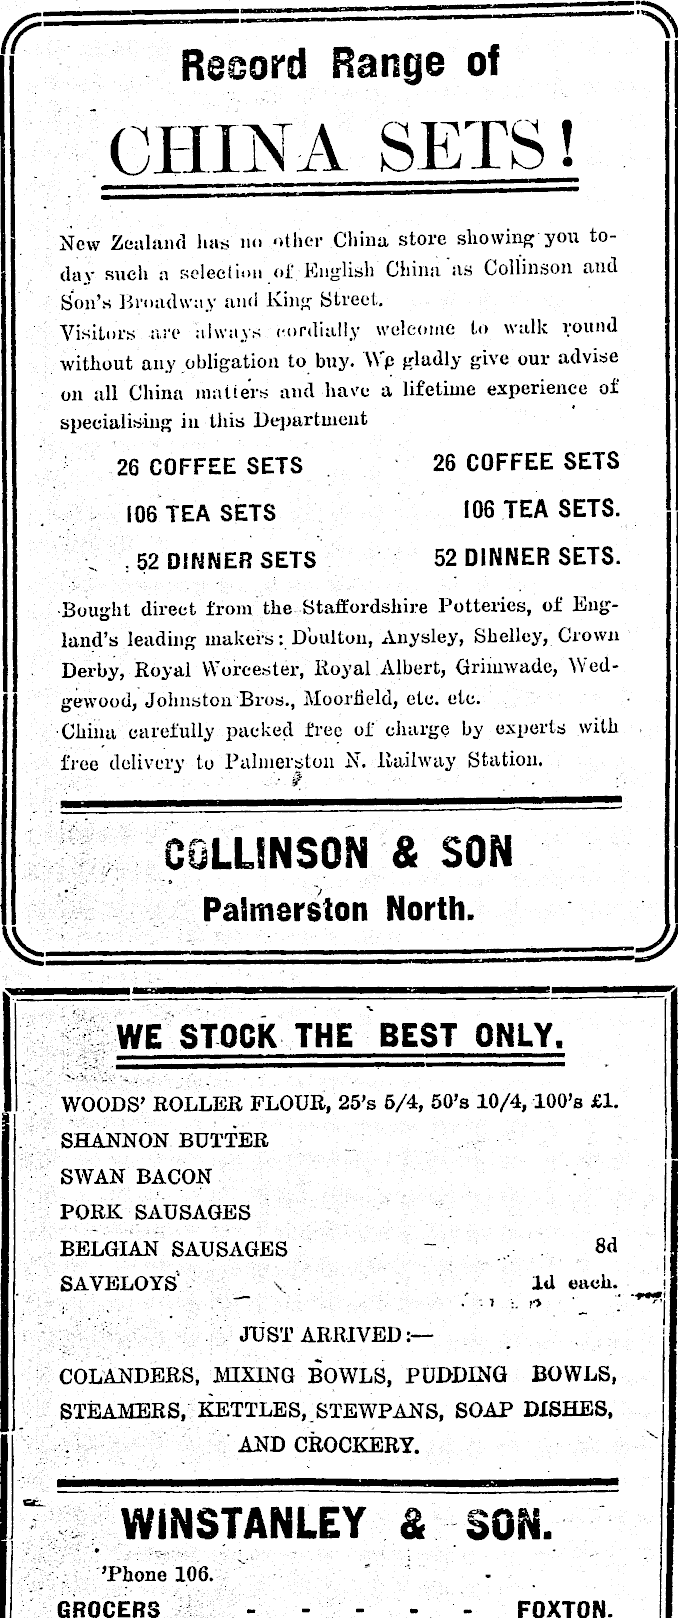 Record Range of
CHINA SETS!
New Zealand has no other China store showing you to-
day such a selection of English China as Collinson and
Son's Broadway and King Street.
Visitors are always cordially welcome to walk round
without any obligation to buy. We gladly give our advise
on all China matters and have a lifetime experience of
specialising in this Department
26 COFFEE SETS 26 COFFEE SETS
106 TEA SETS 106 TEA SETS.
52 DINNER SETS 52 DINNER SETS.
Bought direct from the Staffordshire Potteries, of Eng-
land's leading makers: Doulton, Anysley, Shelley, Crown
Derby, Royal Worcester, Royal Albert, Grimwade, Wed-
gewood, Johnston Bros., Moorfield, etc. etc.
China carefully packed free of charge by experts with
free delivery to Palmerston N. Railway Station.
COLLINSON & SON
Palmerston North.
WE STOCK THE BEST ONLY.
WOODS' ROLLER FLOUR, 25's 5/4, 50's 10/4, 100's £1.
SHANNON BUTTER
SWAN BACON
PORK SAUSAGES
BELGIAN SAUSAGES 8d
SAVELOYS 1d each.
JUST ARRIVED:—
COLANDERS, MIXING BOWLS, PUDDING BOWLS,
STEAMERS, KETTLES, STEWPANS, SOAP DISHES,
AND CROCKERY.
WINSTANLEY & SON.
'Phone 106.
GROCERS - - - - - FOXTON.